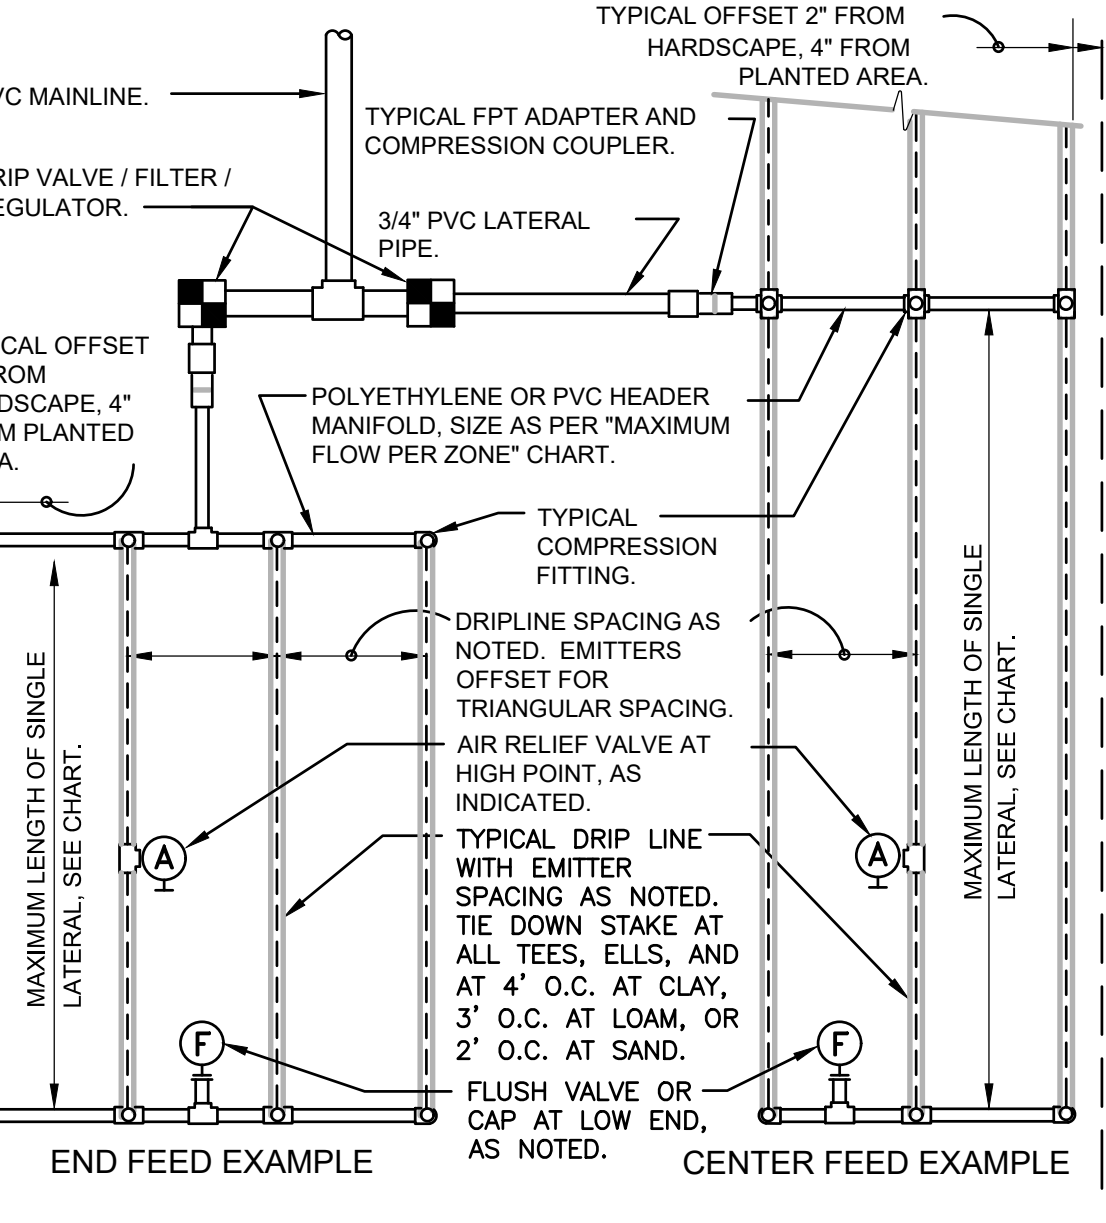 TYPICAL OFFSET 2" FROM
HARDSCAPE, 4" FROM
PLANTED AREA.
VC MAINLINE.
TYPICAL FPT ADAPTER AND
COMPRESSION COUPLER.
RIP VALVE / FILTER /
EGULATOR.
3/4" PVC LATERAL
PIPE.
ICAL OFFSET
ROM
DSCAPE, 4"
M PLANTED
A.
POLYETHYLENE OR PVC HEADER
MANIFOLD, SIZE AS PER "MAXIMUM
FLOW PER ZONE" CHART.
TYPICAL
COMPRESSION
FITTING.
DRIPLINE SPACING AS
NOTED. EMITTERS
OFFSET FOR
TRIANGULAR SPACING.
AIR RELIEF VALVE AT
HIGH POINT, AS
INDICATED.
MAXIMUM LENGTH OF SINGLE
LATERAL, SEE CHART.
MAXIMUM LENGTH OF SINGLE
LATERAL, SEE CHART.
A
A
TYPICAL DRIP LINE
WITH EMITTER
SPACING AS NOTED.
TIE DOWN STAKE AT
ALL TEES, ELLS, AND
AT 4' O.C. AT CLAY,
3' O.C. AT LOAM, OR
2' O.C. AT SAND.
F
F
FLUSH VALVE OR
CAP AT LOW END,
AS NOTED.
END FEED EXAMPLE
CENTER FEED EXAMPLE